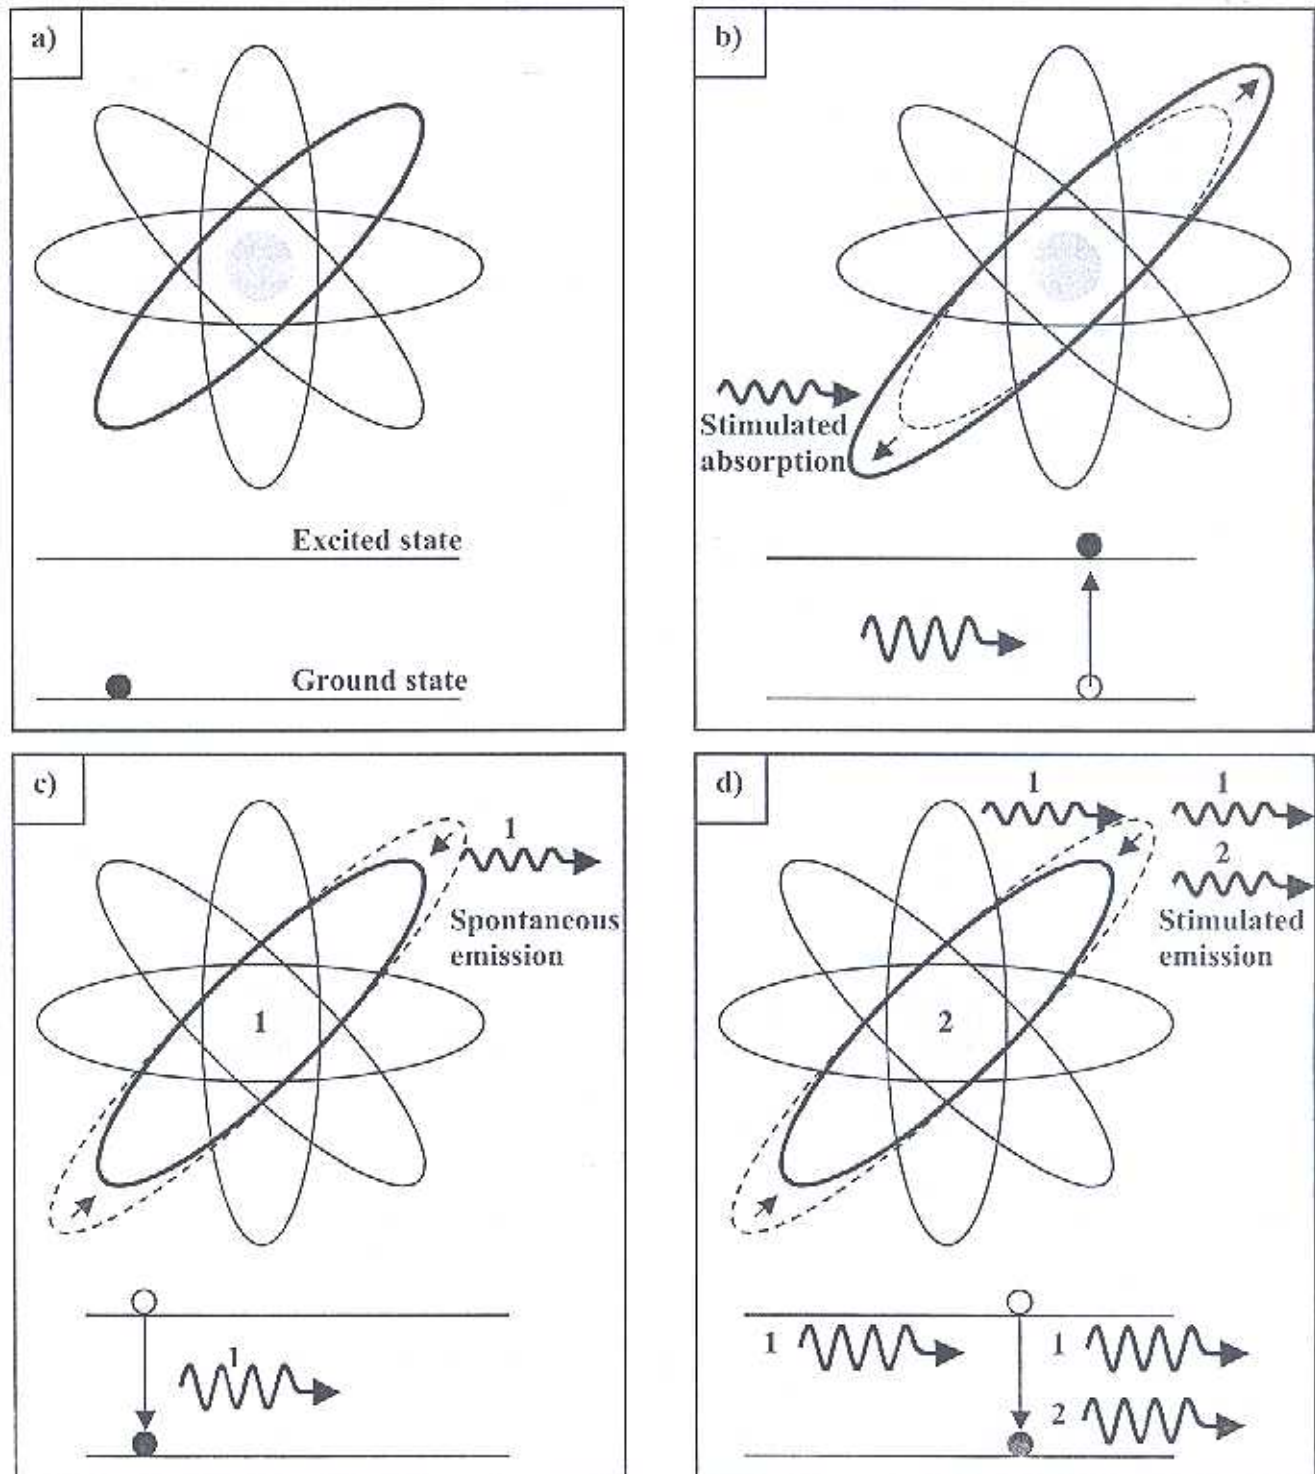 a)
Excited state
Ground state
b)
Stimulated
absorption
c)
1
Spontaneous
emission
1
1
d)
1
1
2
Stimulated
emission
2
1
1
2